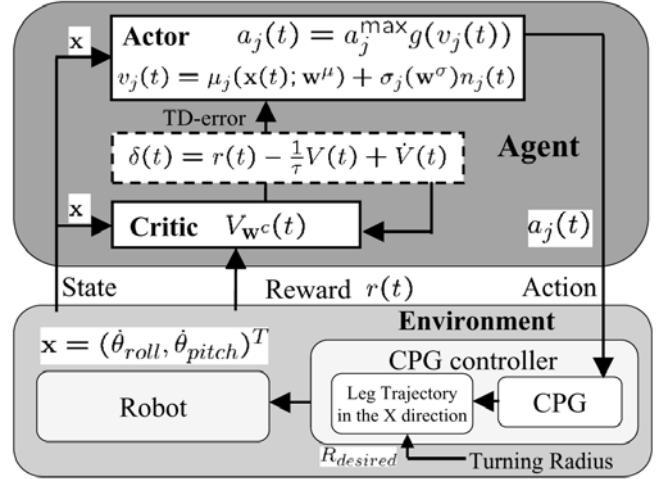 x
Actor a_j(t) = a_j^max g(v_j(t))
v_j(t) = μ_j(x(t); w^μ) + σ_j(w^σ)n_j(t)
TD-error
δ(t) = r(t) − 1/τ V(t) + V̇(t)
Agent
x
Critic V_{w^c}(t)
a_j(t)
State
Reward r(t)
Action
Environment
x = (θ̇_roll, θ̇_pitch)^T
CPG controller
Robot
Leg Trajectory
in the X direction
CPG
R_desired
Turning Radius